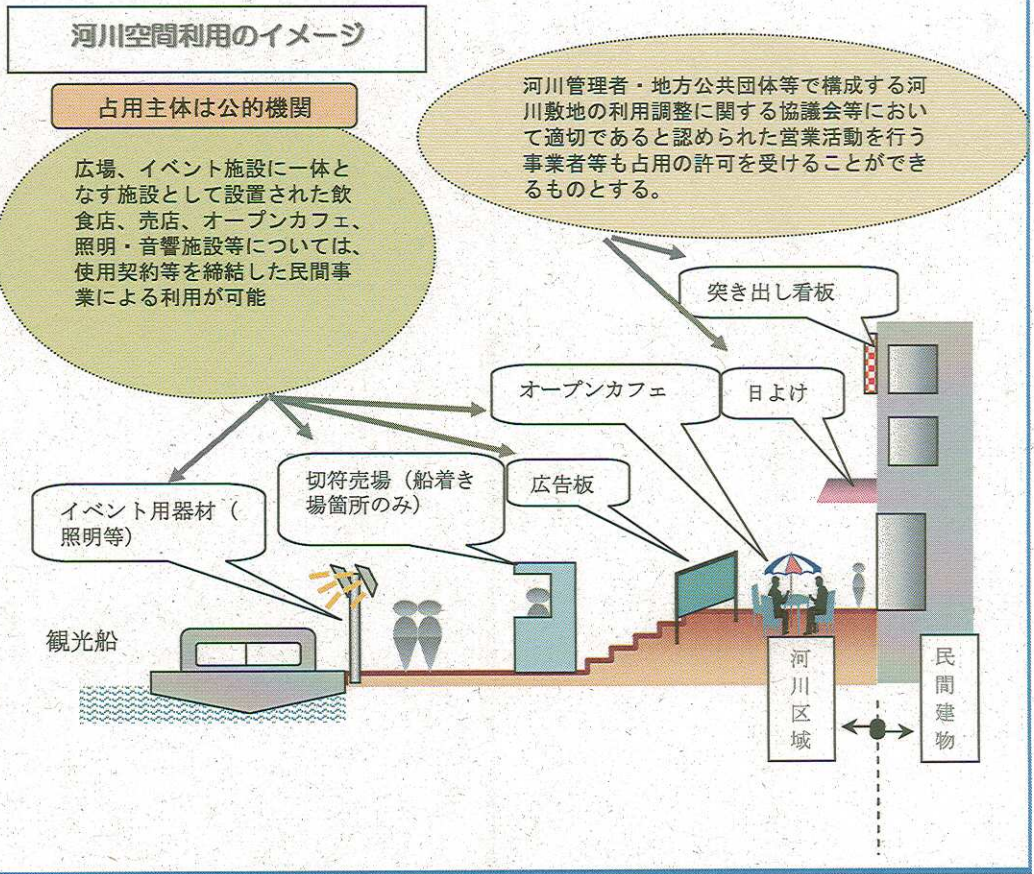 河川空間利用のイメージ
占用主体は公的機関
広場、イベント施設に一体と
なす施設として設置された飲
食店、売店、オープンカフェ、
照明・音響施設等については、
使用契約等を締結した民間事
業による利用が可能
河川管理者・地方公共団体等で構成する河
川敷地の利用調整に関する協議会等におい
て適切であると認められた営業活動を行う
事業者等も占用の許可を受けることができ
るものとする。
突き出し看板
オープンカフェ
日よけ
切符売場（船着き
場箇所のみ）
広告板
イベント用器材（
照明等）
観光船
河川区域
民間建物